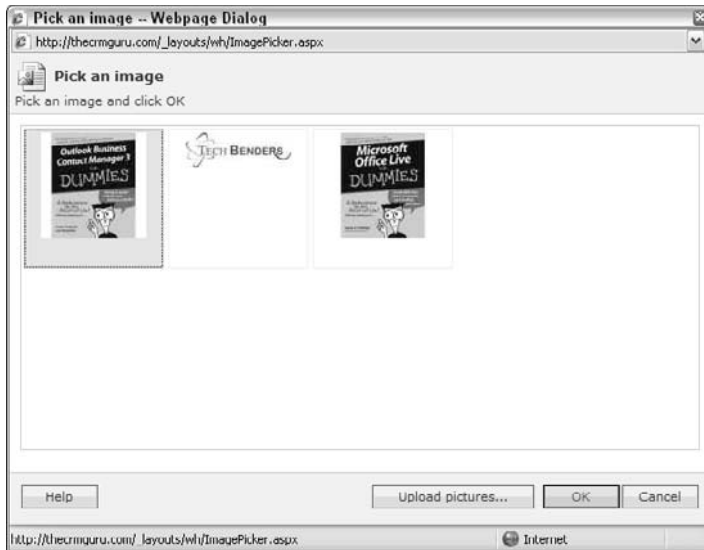 Pick an image -- Webpage Dialog
http://thecrmguru.com/_layouts/wh/ImagePicker.aspx
Pick an image
Pick an image and click OK
Outlook Business
Contact Manager
DUMMIES
TECH BENDERS
Microsoft
Office Live
DUMMIES
Help
Upload pictures...
OK
Cancel
http://thecrmguru.com/_layouts/wh/ImagePicker.aspx
Internet